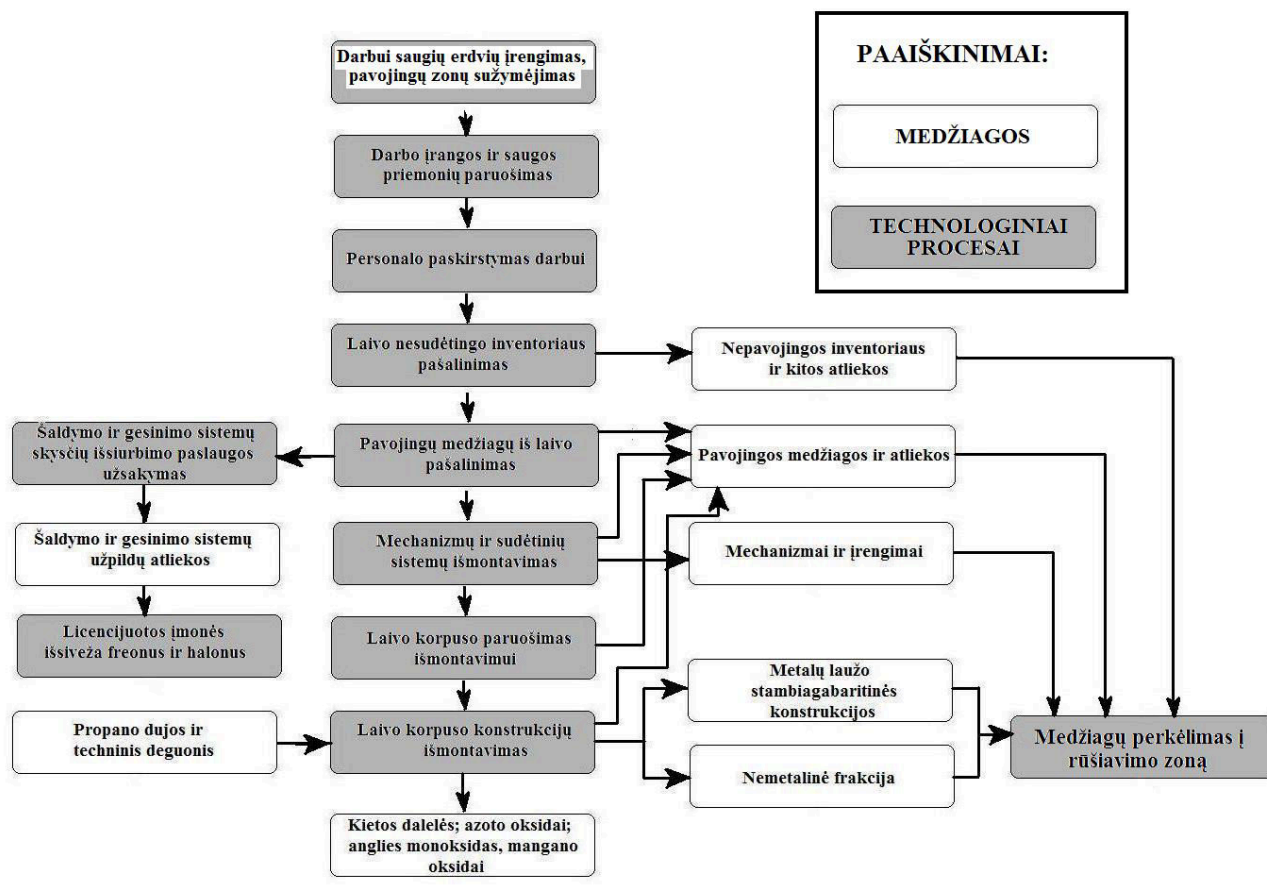 Darbui saugių erdvių įrengimas,
pavojingų zonų sužymėjimas
PAAIŠKINIMAI:
MEDŽIAGOS
TECHNOLOGINIAI
PROCESAI
Darbo įrangos ir saugos
priemonių paruošimas
Personalo paskirstymas darbui
Laivo nesudėtingo inventoriaus
pašalinimas
Nepavojingos inventoriaus
ir kitos atliekos
Šaldymo ir gesinimo sistemų
skysčių išsiurbimo paslaugos
užsakymas
Pavojingų medžiagų iš laivo
pašalinimas
Pavojingos medžiagos ir atliekos
Šaldymo ir gesinimo sistemų
užpildų atliekos
Mechanizmų ir sudėtinių
sistemų išmontavimas
Mechanizmai ir įrengimai
Licencijuotos įmonės
išsiveža freonus ir halonus
Laivo korpuso paruošimas
išmontavimui
Metalų laužo
stambiagabaritinės
konstrukcijos
Propano dujos ir
techninis deguonis
Laivo korpuso konstrukcijų
išmontavimas
Nemetalinė frakcija
Medžiagų perkėlimas į
rūšiavimo zoną
Kietos dalelės; azoto oksidai;
anglies monoksidas, mangano
oksidai